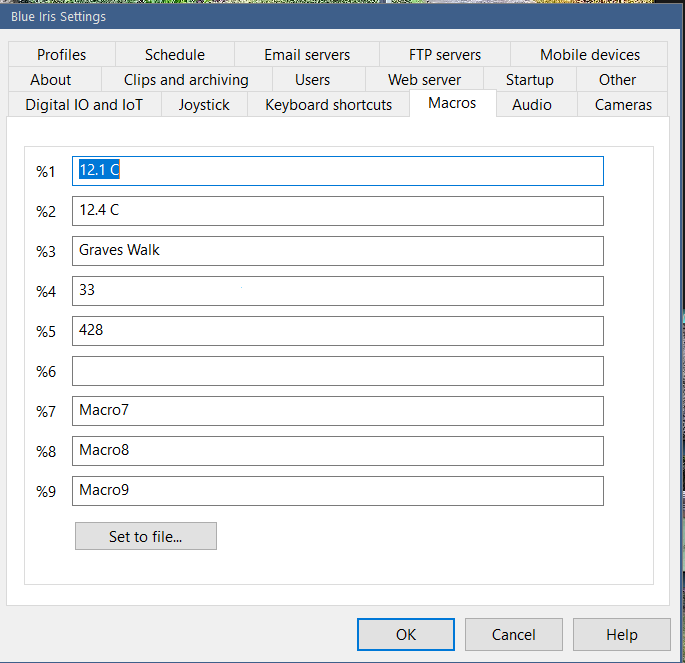 Blue Iris Settings
Profiles Schedule Email servers FTP servers Mobile devices
About Clips and archiving Users Web server Startup Other
Digital IO and IoT Joystick Keyboard shortcuts Macros Audio Cameras
%1 12.1 C
%2 12.4 C
%3 Graves Walk
%4 33
%5 428
%6
%7 Macro7
%8 Macro8
%9 Macro9
Set to file...
OK Cancel Help